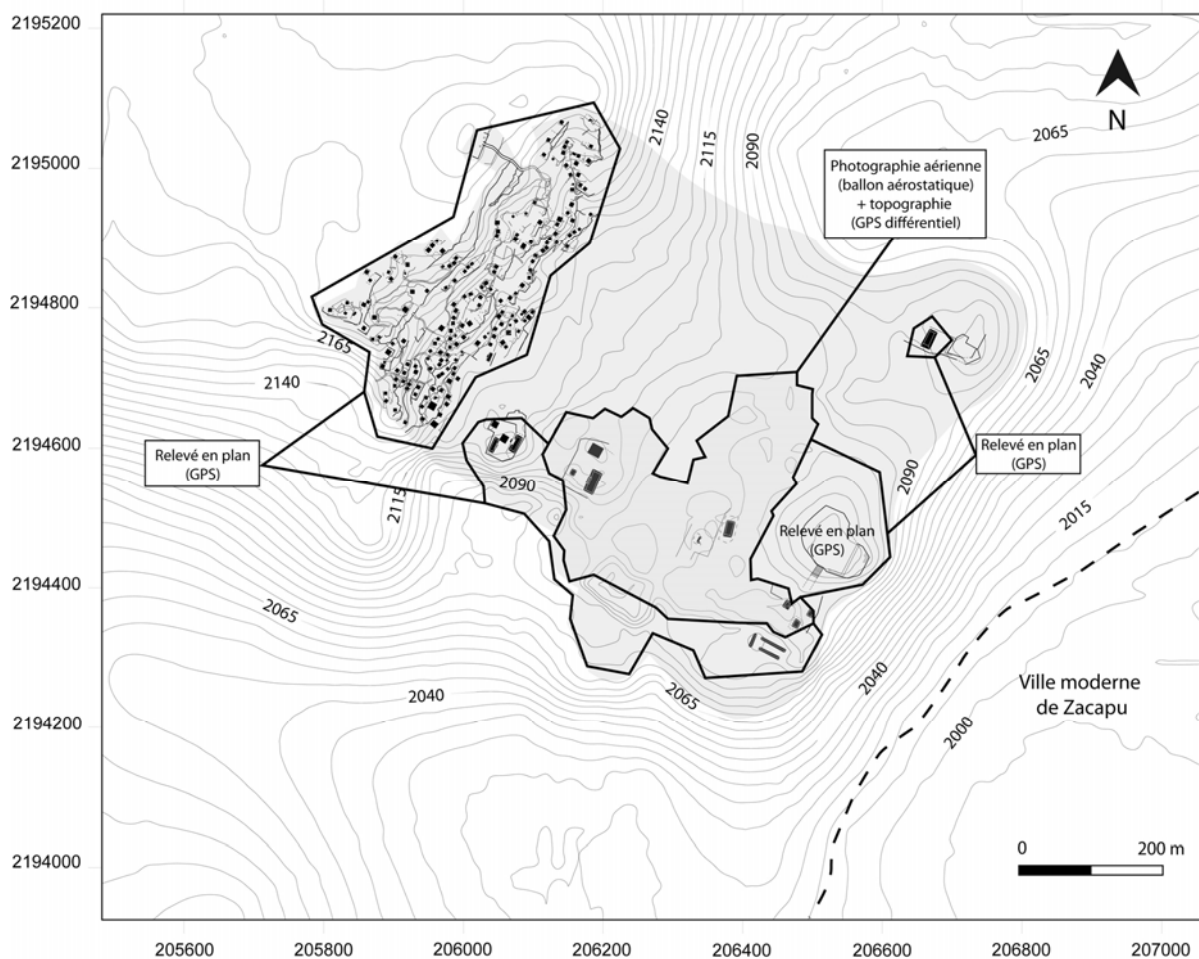 2195200
2195000
2194800
2194600
2194400
2194200
2194000
205600
205800
206000
206200
206400
206600
206800
207000
N
2140
2115
2090
2065
Photographie aérienne
(ballon aérostatique)
+ topographie
(GPS différentiel)
2165
2140
2065
2040
Relevé en plan
(GPS)
2115
2090
2090
Relevé en plan
(GPS)
Relevé en plan
(GPS)
2015
2065
2040
2065
2040
2000
Ville moderne
de Zacapu
0 200 m